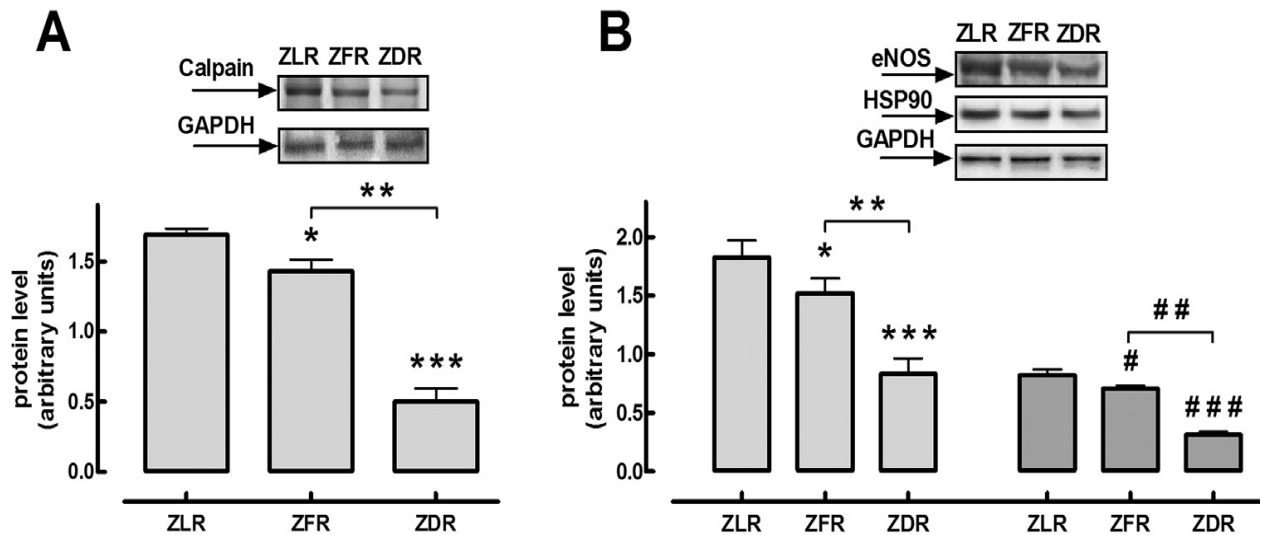 A
ZLR ZFR ZDR
Calpain
GAPDH
**
*
***
protein level
(arbitrary units)
1.5
1.0
0.5
0.0
ZLR ZFR ZDR
B
ZLR ZFR ZDR
eNOS
HSP90
GAPDH
**
*
***
##
#
###
protein level
(arbitrary units)
2.0
1.5
1.0
0.5
0.0
ZLR ZFR ZDR ZLR ZFR ZDR